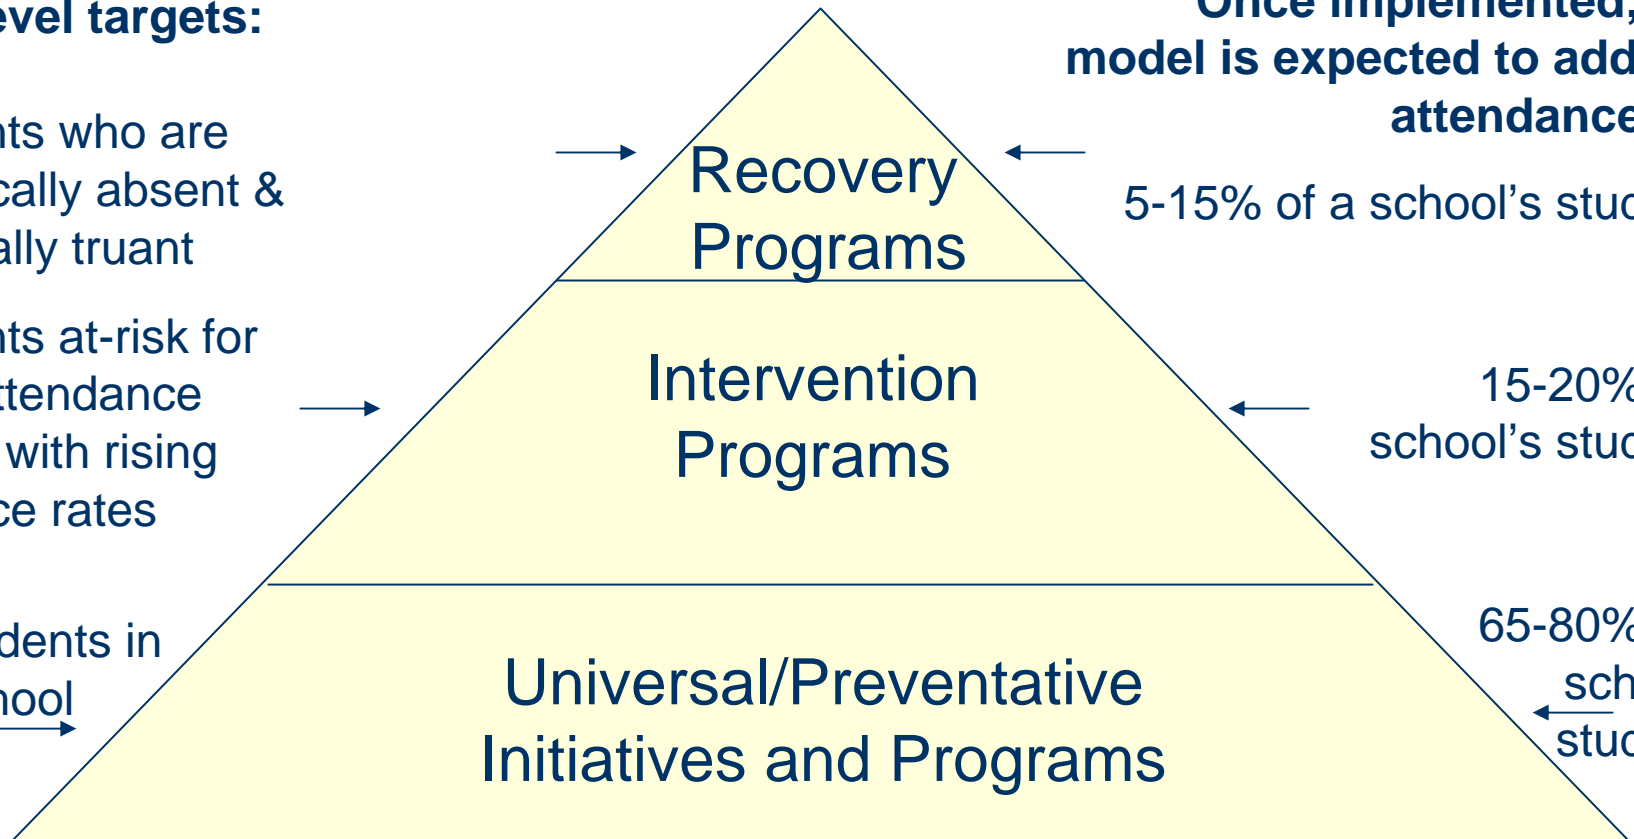 evel targets:
nts who are
cally absent &
ally truant
nts at-risk for
ttendance
with rising
ce rates
dents in
hool
Recovery
Programs
Intervention
Programs
Universal/Preventative
Initiatives and Programs
Once implemented,
model is expected to add
attendance
5-15% of a school's stud
15-20%
school's stud
65-80%
sch
stud